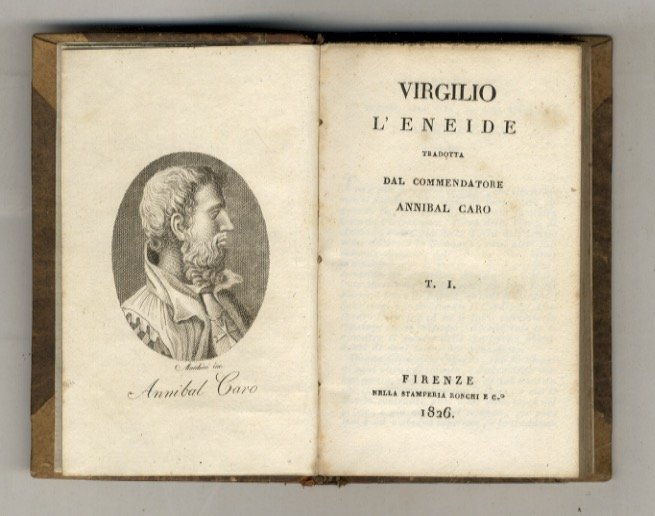 Annibal Caro
VIRGILIO
L' ENEIDE
TRADOTTA
DAL COMMENDATORE
ANNIBAL CARO
T. I.
FIRENZE
NELLA STAMPERIA RONCHI E C.º
1826.